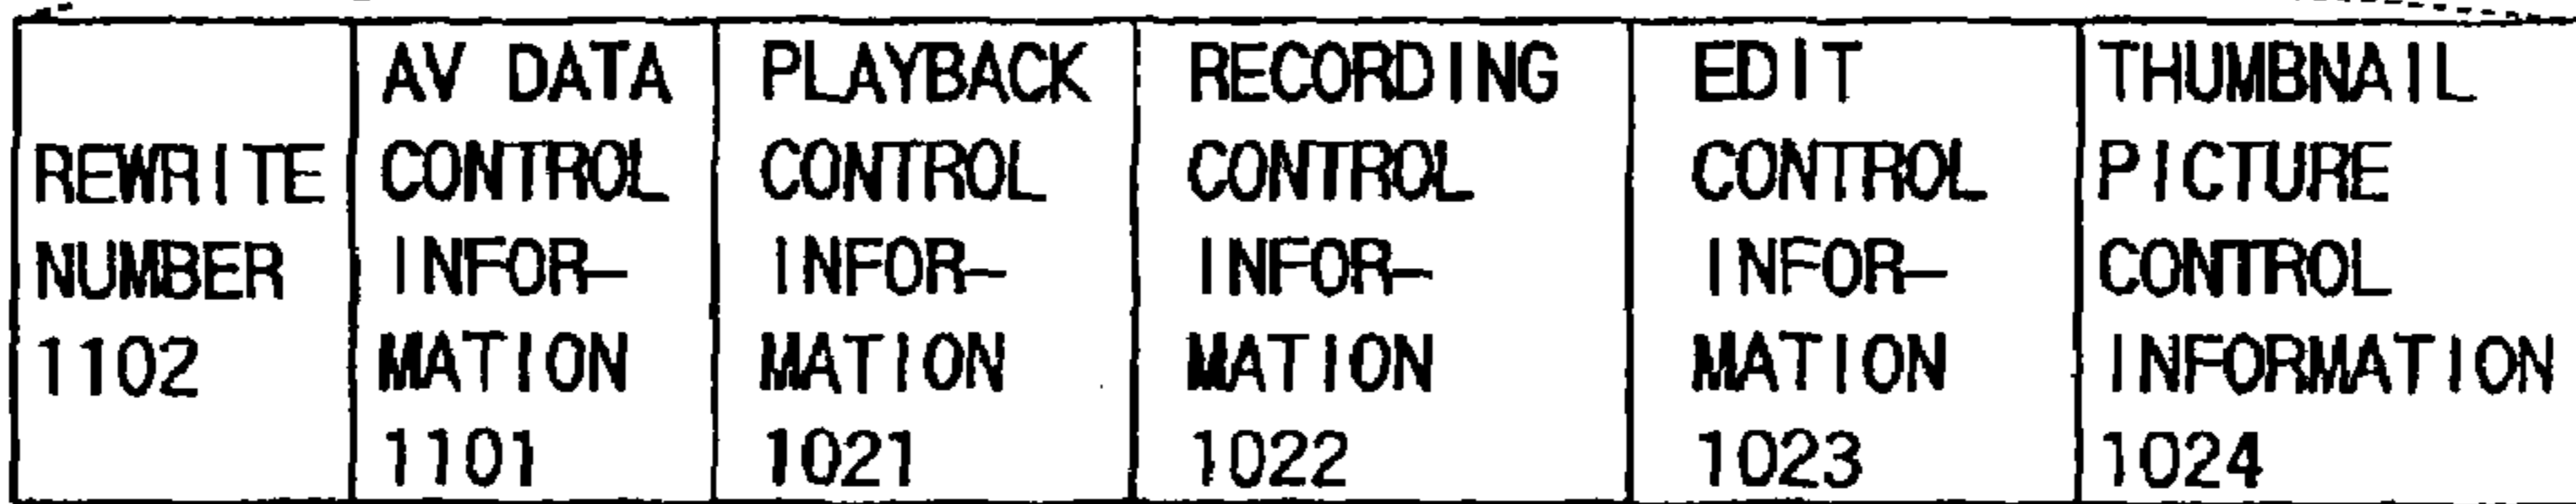 REWRITE
NUMBER
1102
AV DATA
CONTROL
INFOR-
MATION
1101
PLAYBACK
CONTROL
INFOR-
MATION
1021
RECORDING
CONTROL
INFOR-
MATION
1022
EDIT
CONTROL
INFOR-
MATION
1023
THUMBNAIL
PICTURE
CONTROL
INFORMATION
1024